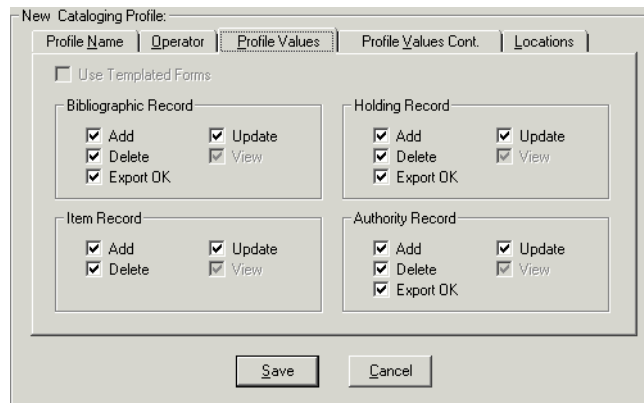 New Cataloging Profile:
Profile Name Operator Profile Values Profile Values Cont. Locations
Use Templated Forms
Bibliographic Record
Add Update
Delete View
Export OK
Holding Record
Add Update
Delete View
Export OK
Item Record
Add Update
Delete View
Authority Record
Add Update
Delete View
Export OK
Save Cancel